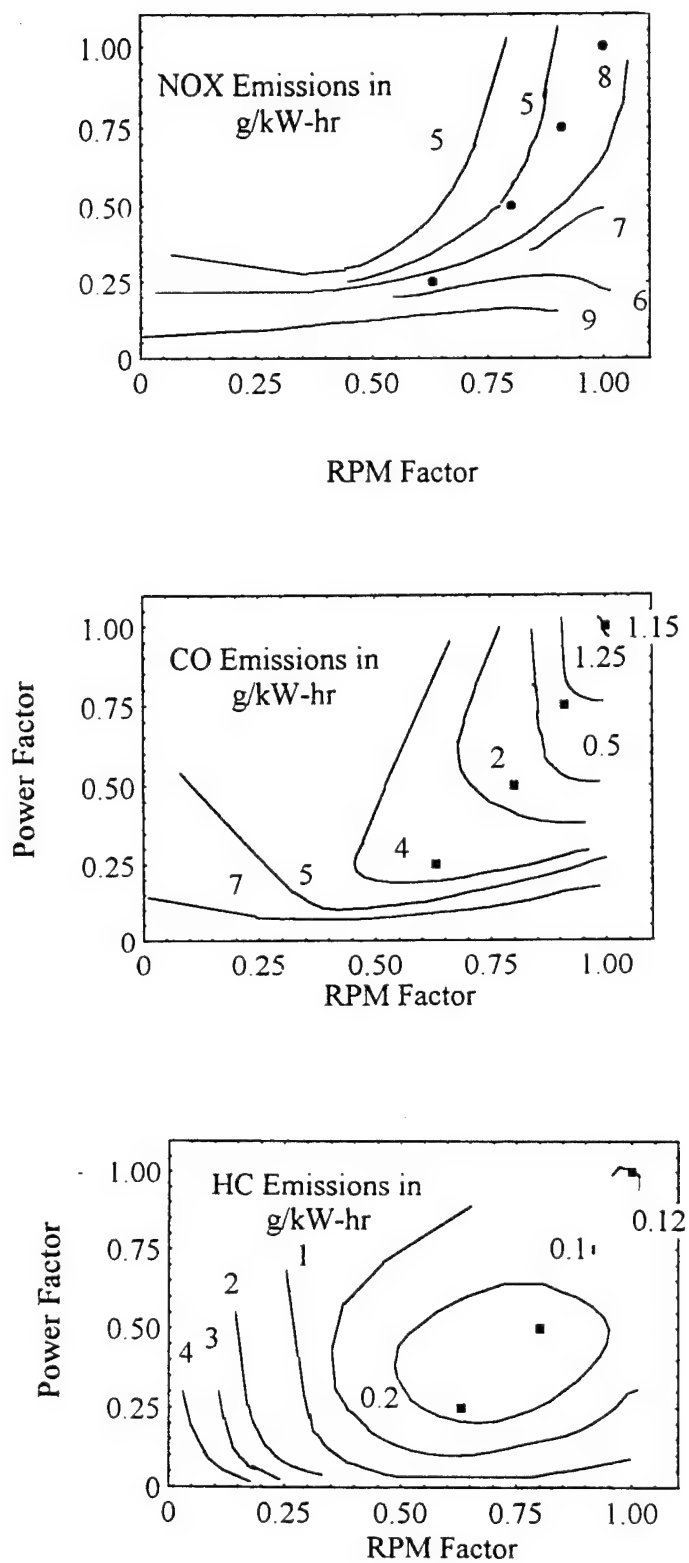 1.00
NOX Emissions in
g/kW-hr
5
5
8
0.75
0.50
7
0.25
6
9
0
0 0.25 0.50 0.75 1.00
RPM Factor
1.00
CO Emissions in
g/kW-hr
1.15
1.25
0.75
0.5
2
Power Factor
0.50
4
0.25
5
7
0
0 0.25 0.50 0.75 1.00
RPM Factor
1.00
HC Emissions in
g/kW-hr
0.12
0.1
0.75
1
2
3
4
Power Factor
0.50
0.2
0.25
0
0 0.25 0.50 0.75 1.00
RPM Factor